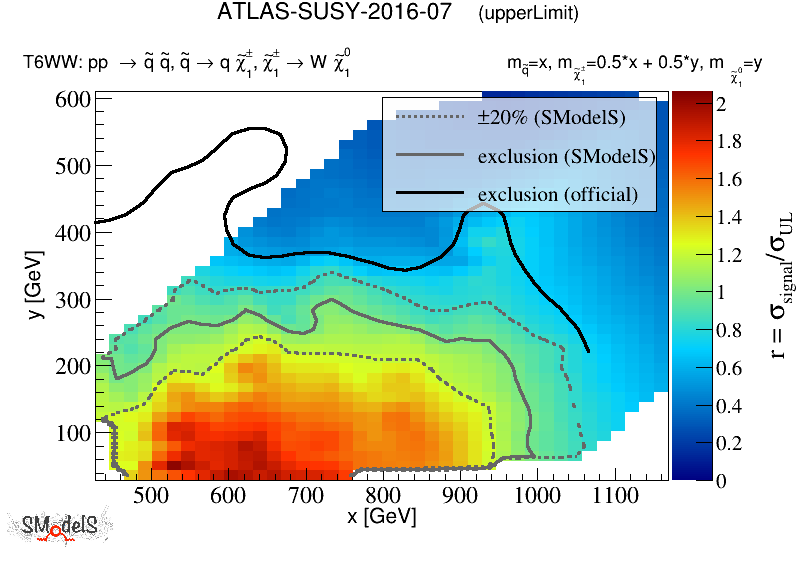 ATLAS-SUSY-2016-07 (upperLimit)
T6WW: pp → q̃ q̃, q̃ → q χ̃₁±, χ̃₁± → W χ̃₁⁰
m_q̃=x, m_χ̃₁±=0.5*x + 0.5*y, m_χ̃₁⁰=y
±20% (SModelS)
exclusion (SModelS)
exclusion (official)
600
500
400
300
200
100
y [GeV]
500 600 700 800 900 1000 1100
x [GeV]
2
1.8
1.6
1.4
1.2
1
0.8
0.6
0.4
0.2
0
r = σ_signal/σ_UL
SModelS